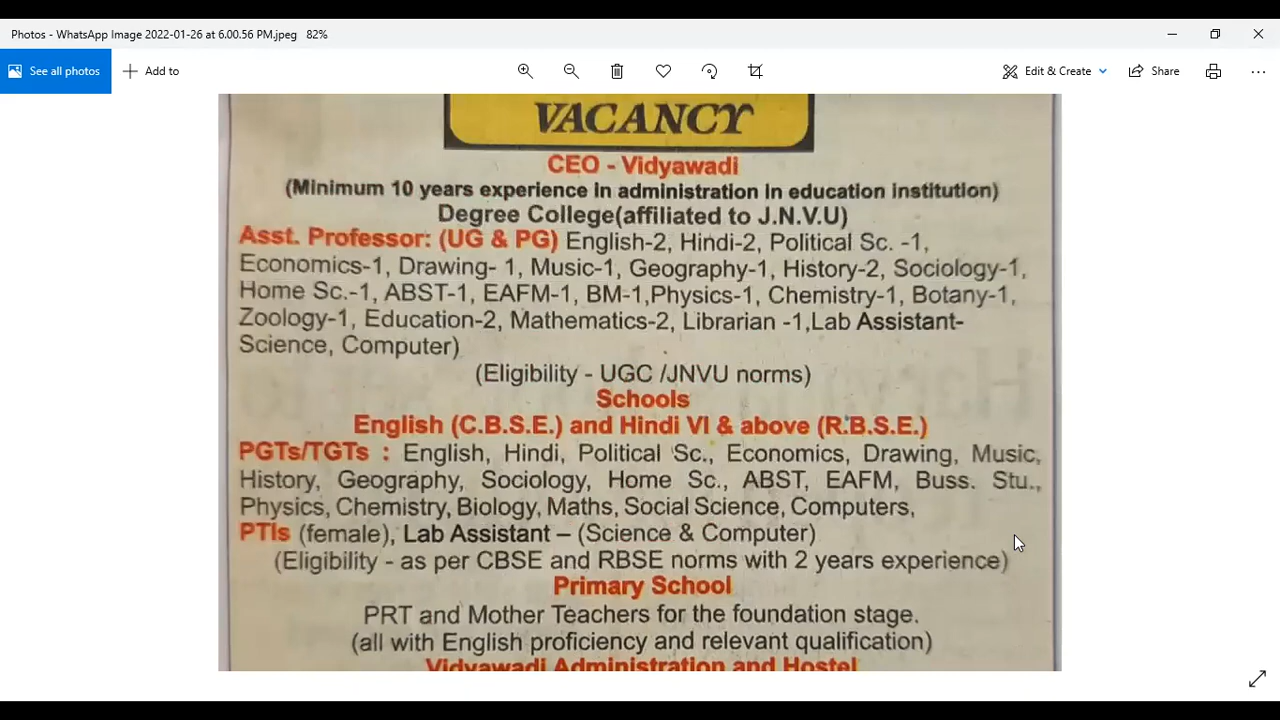 Photos - WhatsApp Image 2022-01-26 at 6.00.56 PM.jpeg 82%
See all photos
Add to
Edit & Create
Share
VACANCY
CEO - Vidyawadi
(Minimum 10 years experience in administration in education institution)
Degree College(affiliated to J.N.V.U)
Asst. Professor: (UG & PG) English-2, Hindi-2, Political Sc. -1,
Economics-1, Drawing- 1, Music-1, Geography-1, History-2, Sociology-1,
Home Sc.-1, ABST-1, EAFM-1, BM-1,Physics-1, Chemistry-1, Botany-1,
Zoology-1, Education-2, Mathematics-2, Librarian -1,Lab Assistant-
Science, Computer)
(Eligibility - UGC /JNVU norms)
Schools
English (C.B.S.E.) and Hindi VI & above (R.B.S.E.)
PGTs/TGTs : English, Hindi, Political Sc., Economics, Drawing, Music,
History, Geography, Sociology, Home Sc., ABST, EAFM, Buss. Stu.,
Physics, Chemistry, Biology, Maths, Social Science, Computers,
PTIs (female), Lab Assistant – (Science & Computer)
(Eligibility - as per CBSE and RBSE norms with 2 years experience)
Primary School
PRT and Mother Teachers for the foundation stage.
(all with English proficiency and relevant qualification)
Vidyawadi Administration and Hostel